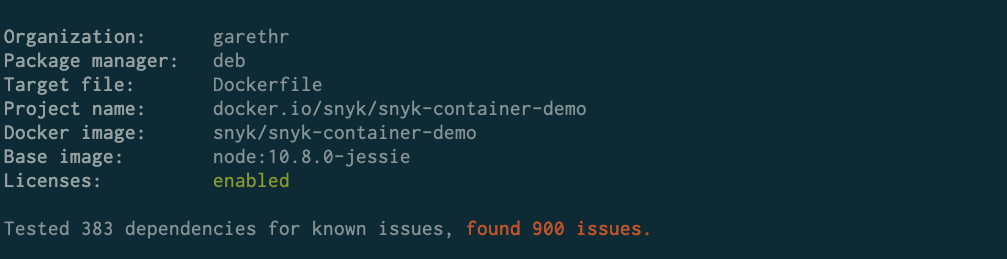 Organization: garethr
Package manager: deb
Target file: Dockerfile
Project name: docker.io/snyk/snyk-container-demo
Docker image: snyk/snyk-container-demo
Base image: node:10.8.0-jessie
Licenses: enabled
Tested 383 dependencies for known issues, found 900 issues.